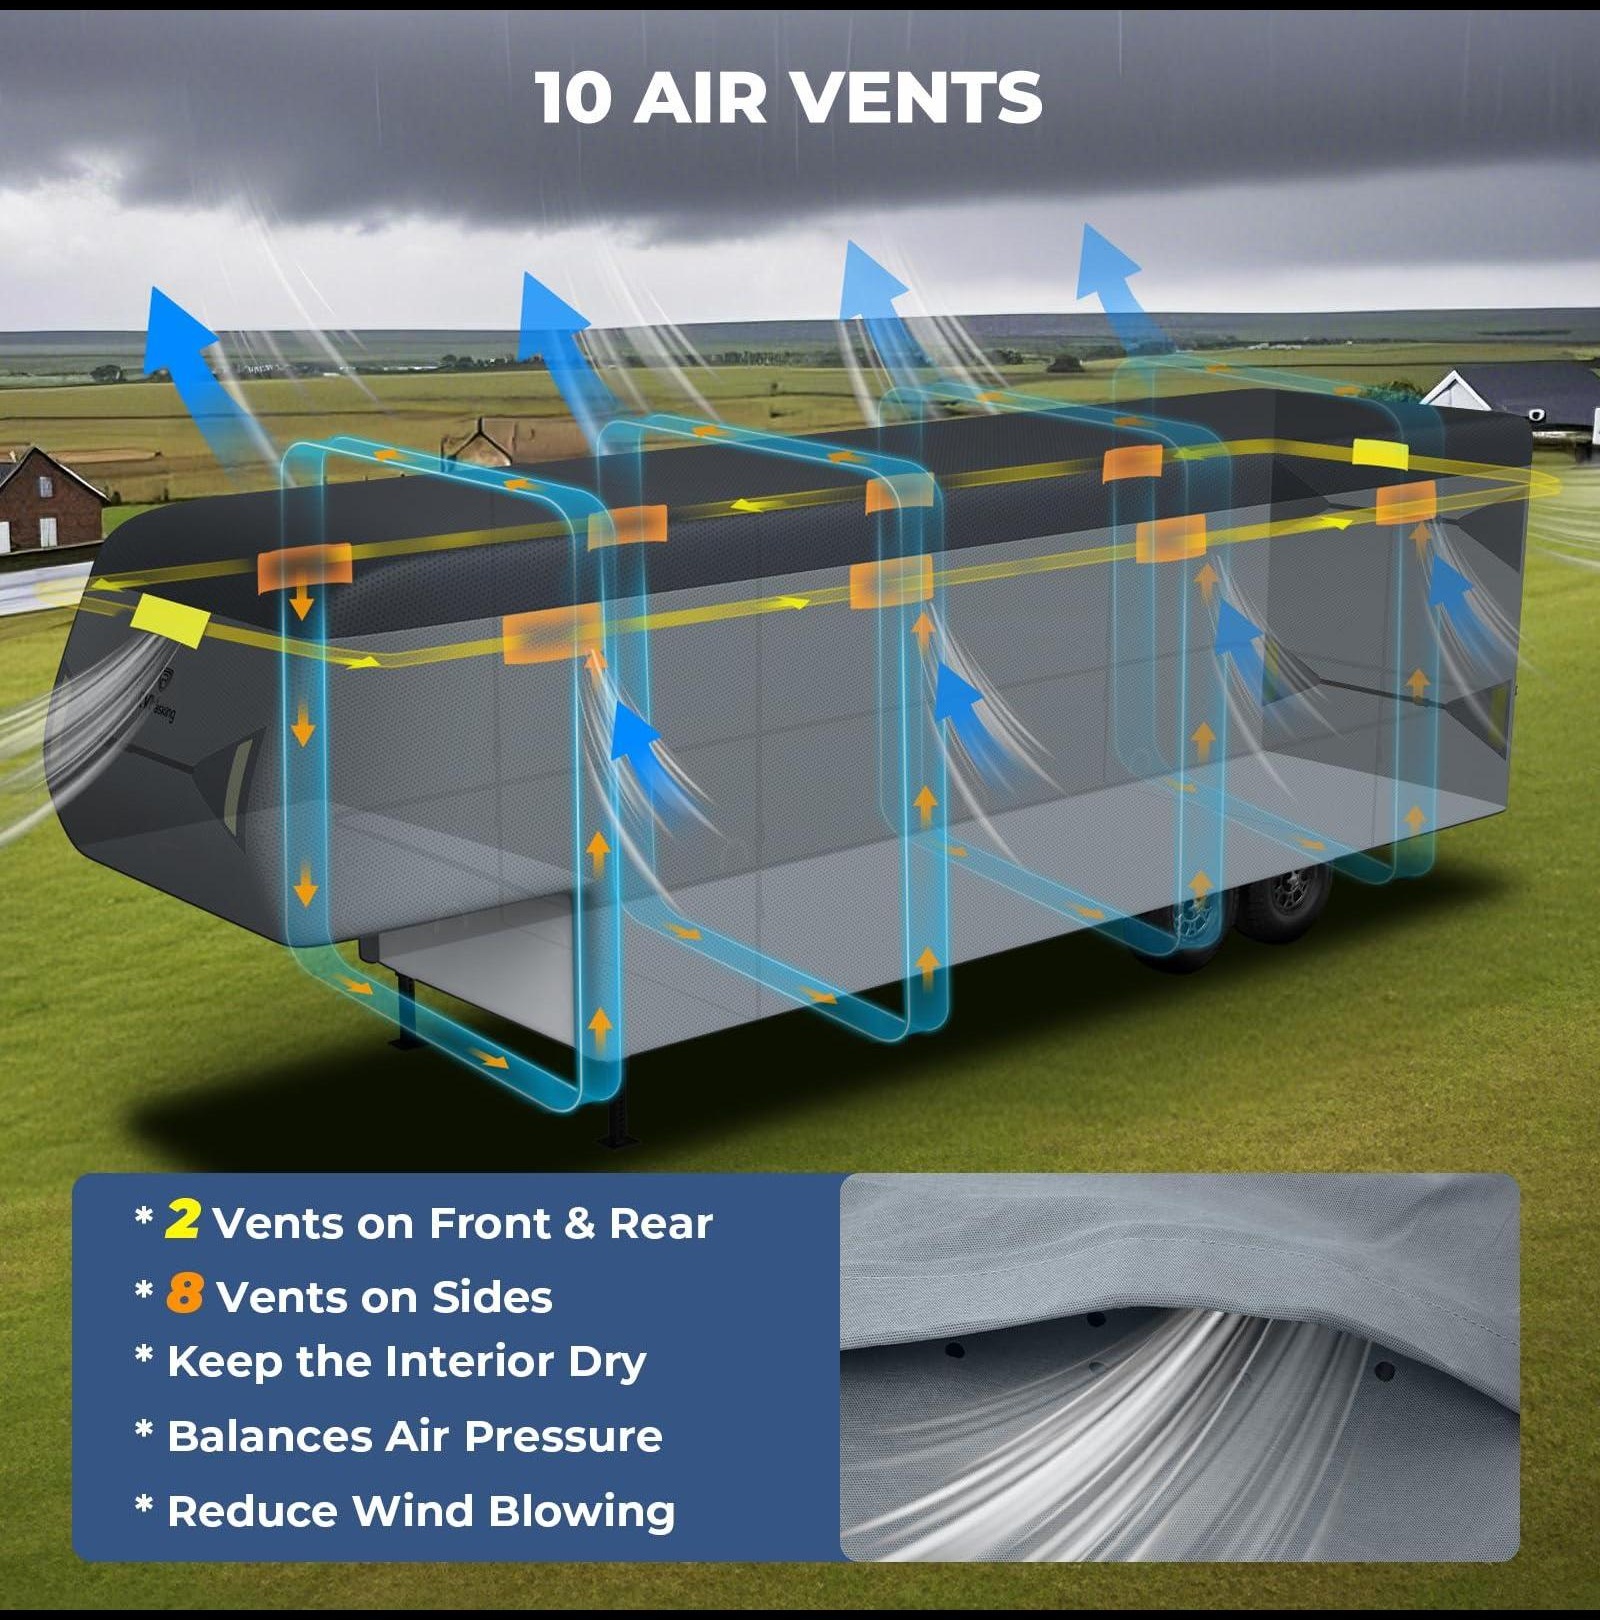 10 AIR VENTS
* 2 Vents on Front & Rear
* 8 Vents on Sides
* Keep the Interior Dry
* Balances Air Pressure
* Reduce Wind Blowing